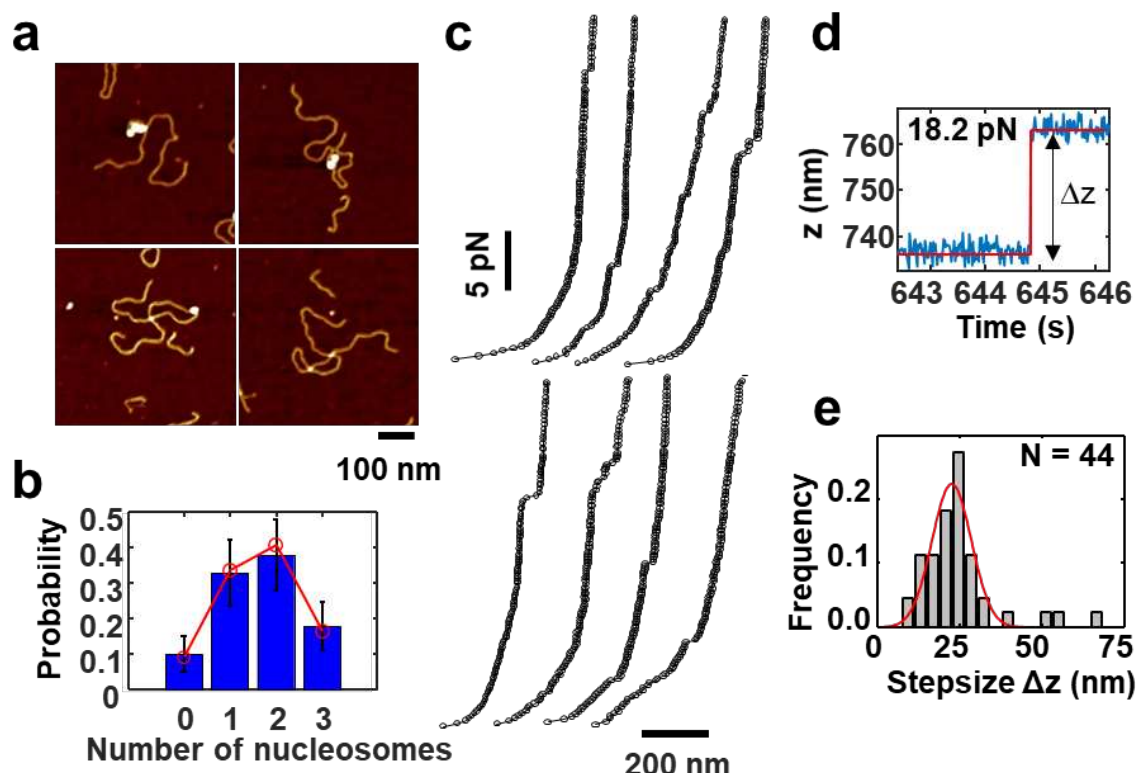 a
100 nm
b
Probability
0.5
0.4
0.3
0.2
0.1
0
0 1 2 3
Number of nucleosomes
c
5 pN
200 nm
d
18.2 pN
z (nm)
760
750
740
Δz
643 644 645 646
Time (s)
e
N = 44
Frequency
0.2
0.1
0.0
0 25 50 75
Stepsize Δz (nm)